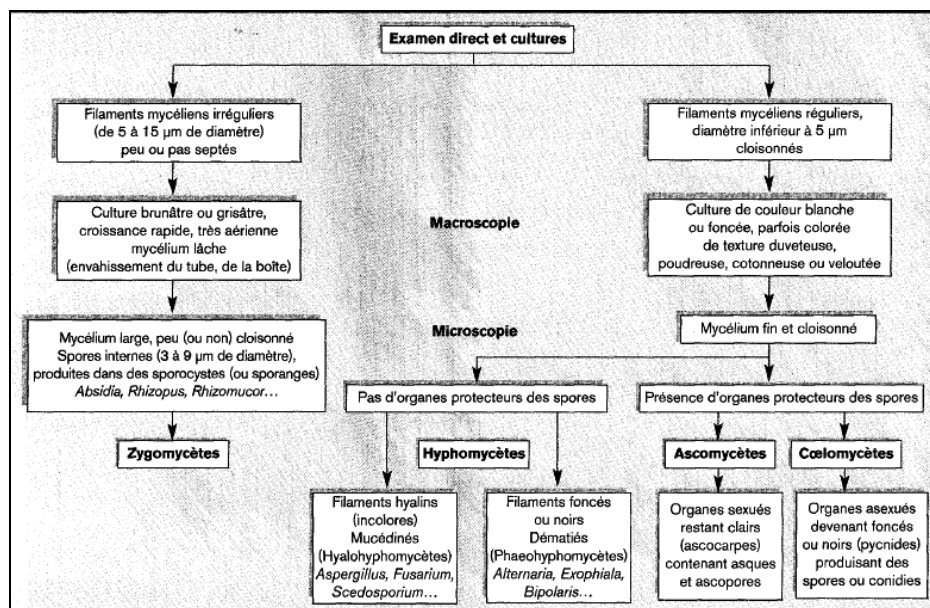 Examen direct et cultures
Filaments mycéliens irréguliers
(de 5 à 15 µm de diamètre)
peu ou pas septés
Filaments mycéliens réguliers,
diamètre inférieur à 5 µm
cloisonnés
Culture brunâtre ou grisâtre,
croissance rapide, très aérienne
mycélium lâche
(envahissement du tube, de la boîte)
Macroscopie
Culture de couleur blanche
ou foncée, parfois colorée
de texture duveteuse,
poudreuse, cotonneuse ou veloutée
Microscopie
Mycélium large, peu (ou non) cloisonné
Spores internes (3 à 9 µm de diamètre),
produites dans des sporocystes (ou sporanges)
Absidia, Rhizopus, Rhizomucor...
Mycélium fin et cloisonné
Pas d'organes protecteurs des spores
Présence d'organes protecteurs des spores
Zygomycètes
Hyphomycètes
Ascomycètes
Cœlomycètes
Filaments hyalins
(incolores)
Mucédinés
(Hyalohyphomycètes)
Aspergillus, Fusarium,
Scedosporium...
Filaments foncés
ou noirs
Dématiés
(Phaeohyphomycètes)
Alternaria, Exophiala,
Bipolaris...
Organes sexués
restant clairs
(ascocarpes)
contenant asques
et ascopores
Organes asexués
devenant foncés
ou noirs (pycnides)
produisant des
spores ou conidies